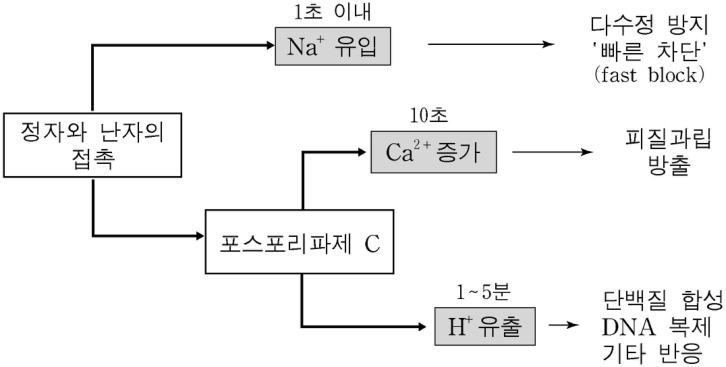 1초 이내
Na⁺ 유입
다수정 방지
‘빠른 차단’
(fast block)
정자와 난자의
접촉
10초
Ca²⁺ 증가
피질과립
방출
포스포리파제 C
1~5분
H⁺ 유출
단백질 합성
DNA 복제
기타 반응